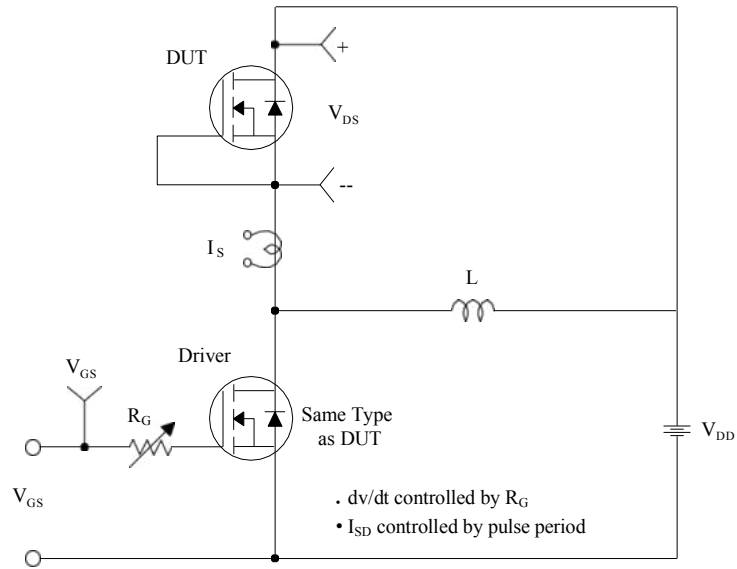 +
DUT
VDS
--
IS
L
Driver
VGS
RG
Same Type
as DUT
VDD
VGS
. dv/dt controlled by RG
• ISD controlled by pulse period